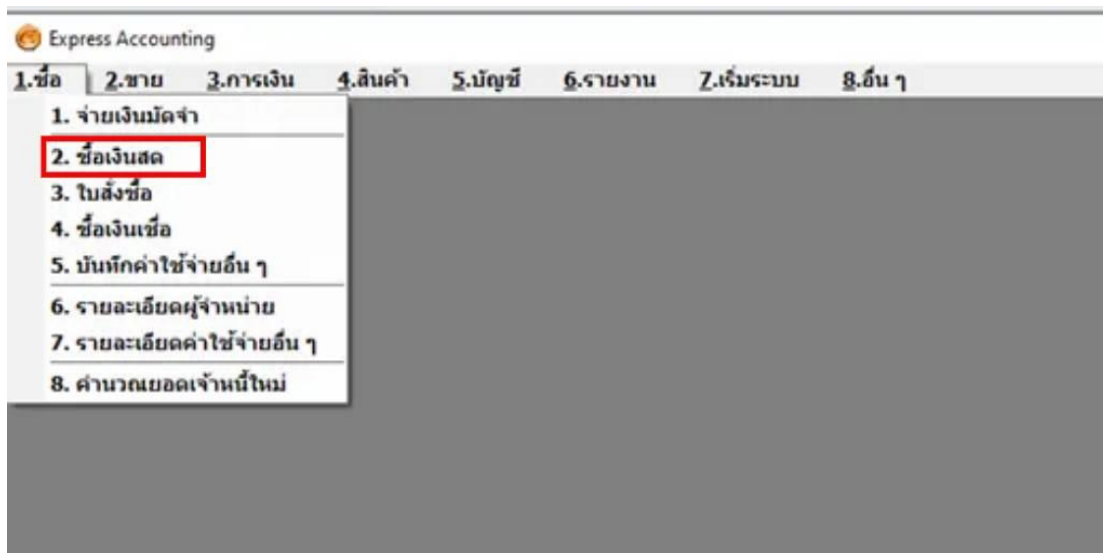 Express Accounting
1.ซื้อ 2.ขาย 3.การเงิน 4.สินค้า 5.บัญชี 6.รายงาน 7.เริ่มระบบ 8.อื่น ๆ
1. จ่ายเงินมัดจำ
2. ซื้อเงินสด
3. ใบสั่งซื้อ
4. ซื้อเงินเชื่อ
5. บันทึกค่าใช้จ่ายอื่น ๆ
6. รายละเอียดผู้จำหน่าย
7. รายละเอียดค่าใช้จ่ายอื่น ๆ
8. คำนวณยอดเจ้าหนี้ใหม่